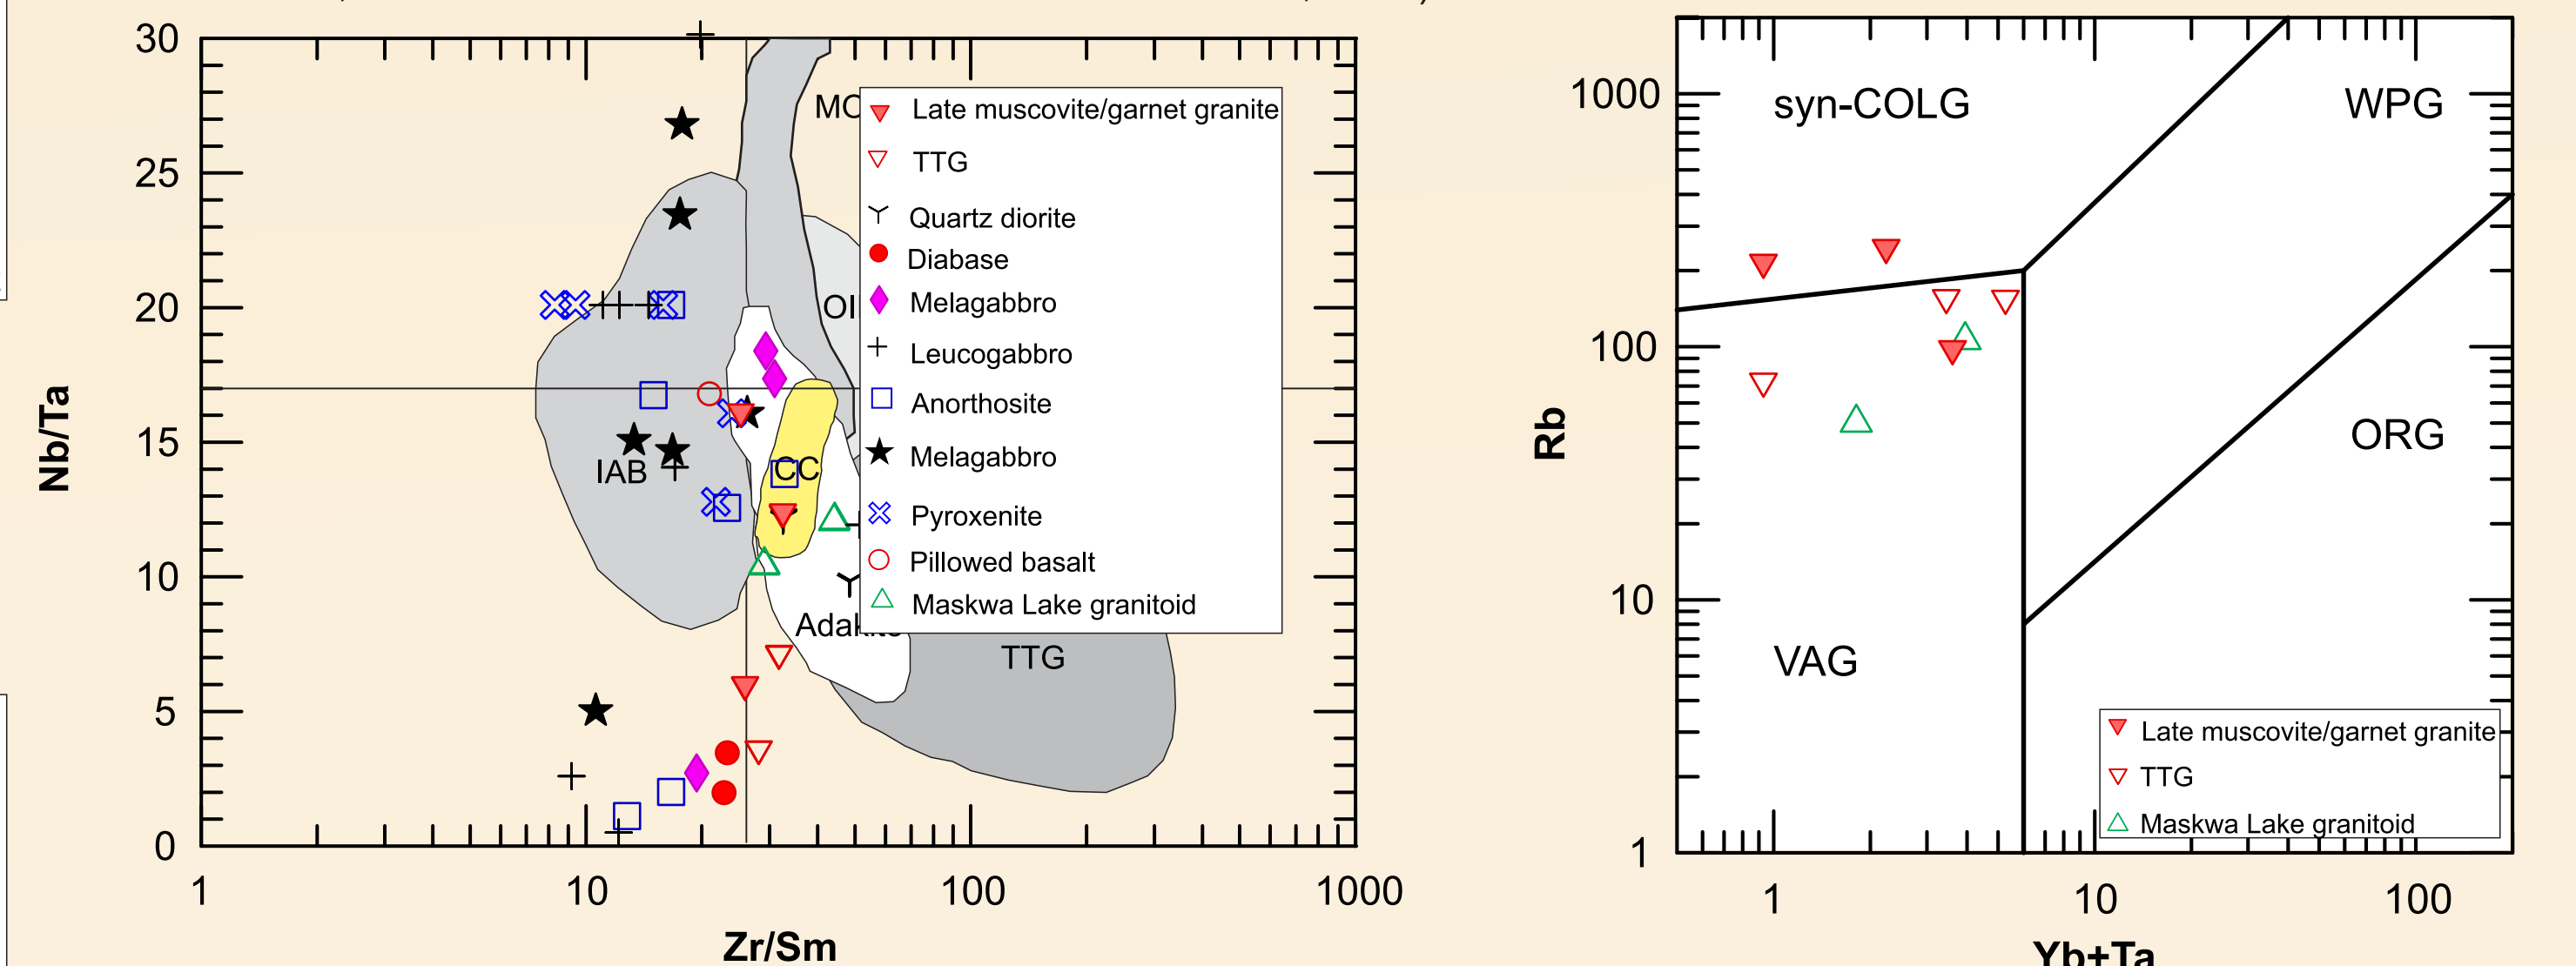 30
25
20
15
10
5
0
Nb/Ta
1
10
100
1000
Zr/Sm
IAB
CC
TTG
Late muscovite/garnet granite
TTG
Quartz diorite
Diabase
Melagabbro
Leucogabbro
Anorthosite
Melagabbro
Pyroxenite
Pillowed basalt
Maskwa Lake granitoid
1000
100
10
1
Rb
syn-COLG
WPG
ORG
VAG
Late muscovite/garnet granite
TTG
Maskwa Lake granitoid
1
10
100
Yb+Ta